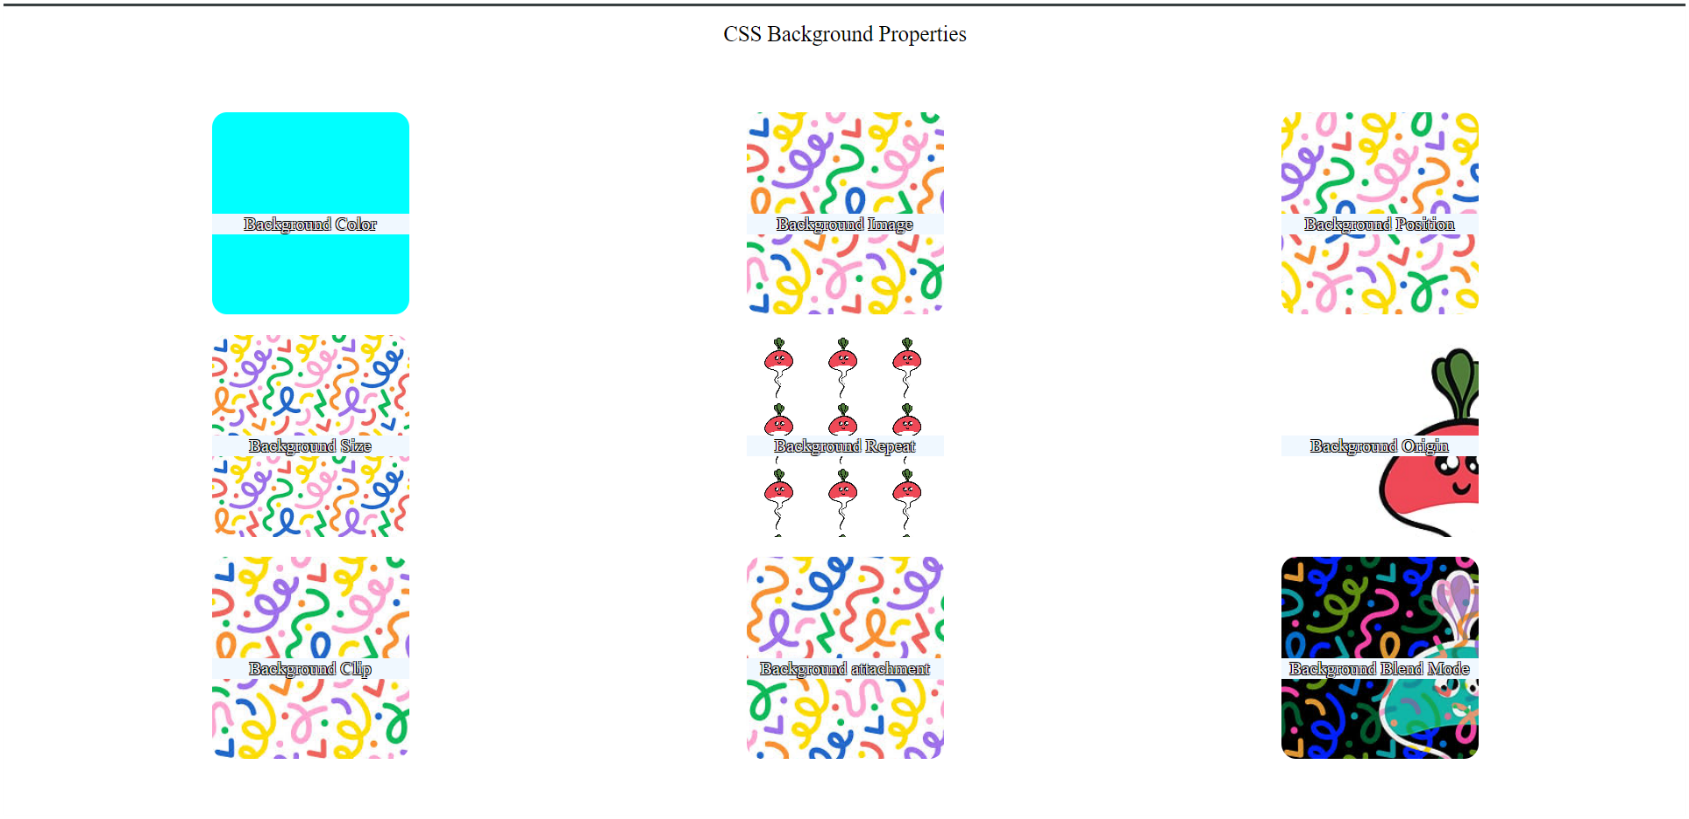 CSS Background Properties
Background Color
Background Image
Background Position
Background Size
Background Repeat
Background Origin
Background Clip
Background attachment
Background Blend Mode